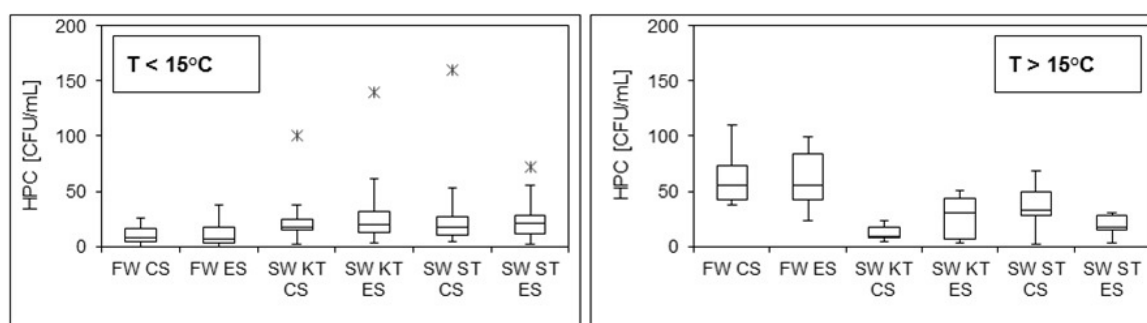 T < 15°C
HPC [CFU/mL]
200
150
100
50
0
FW CS
FW ES
SW KT
CS
SW KT
ES
SW ST
CS
SW ST
ES
T > 15°C
HPC [CFU/mL]
200
150
100
50
0
FW CS
FW ES
SW KT
CS
SW KT
ES
SW ST
CS
SW ST
ES